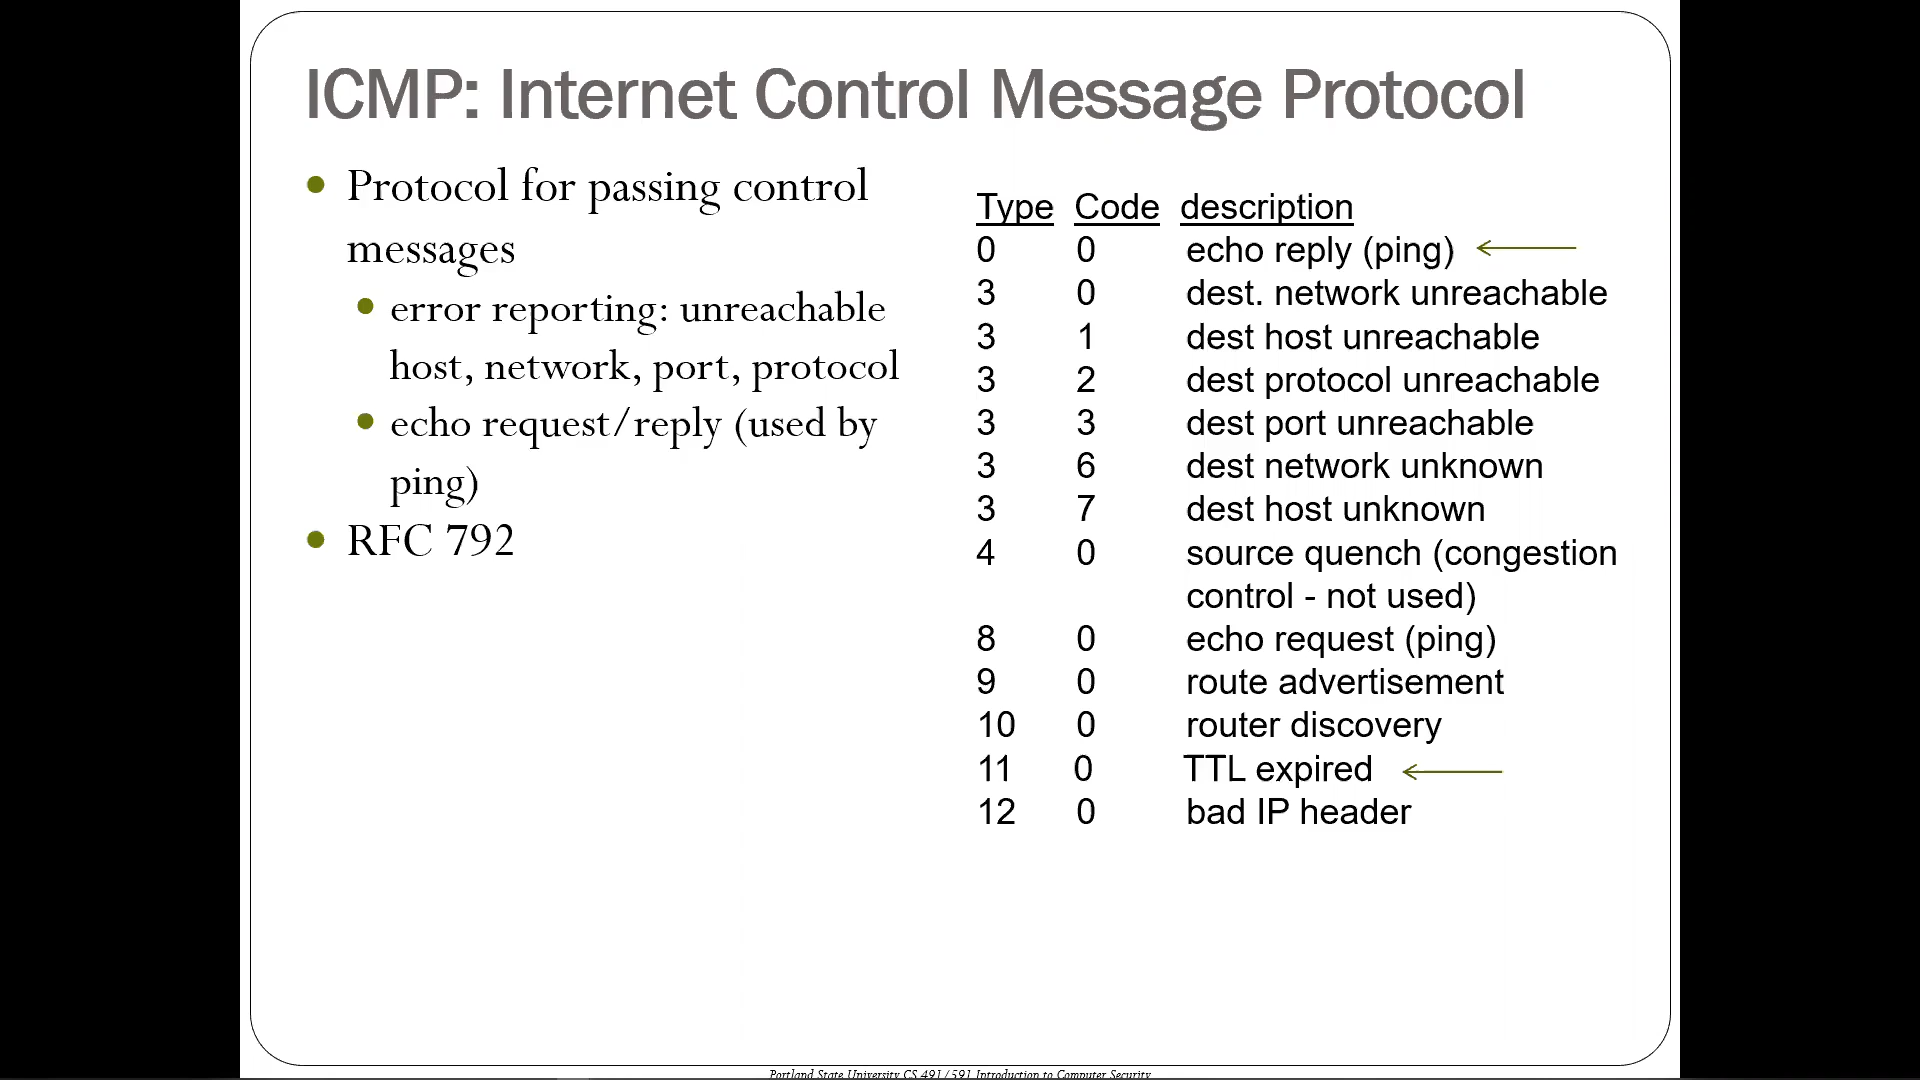 ICMP: Internet Control Message Protocol
Protocol for passing control
messages
error reporting: unreachable
host, network, port, protocol
echo request/reply (used by
ping)
RFC 792
Type Code description
0 0 echo reply (ping)
3 0 dest. network unreachable
3 1 dest host unreachable
3 2 dest protocol unreachable
3 3 dest port unreachable
3 6 dest network unknown
3 7 dest host unknown
4 0 source quench (congestion
control - not used)
8 0 echo request (ping)
9 0 route advertisement
10 0 router discovery
11 0 TTL expired
12 0 bad IP header
Portland State University CS 491/591 Introduction to Computer Security